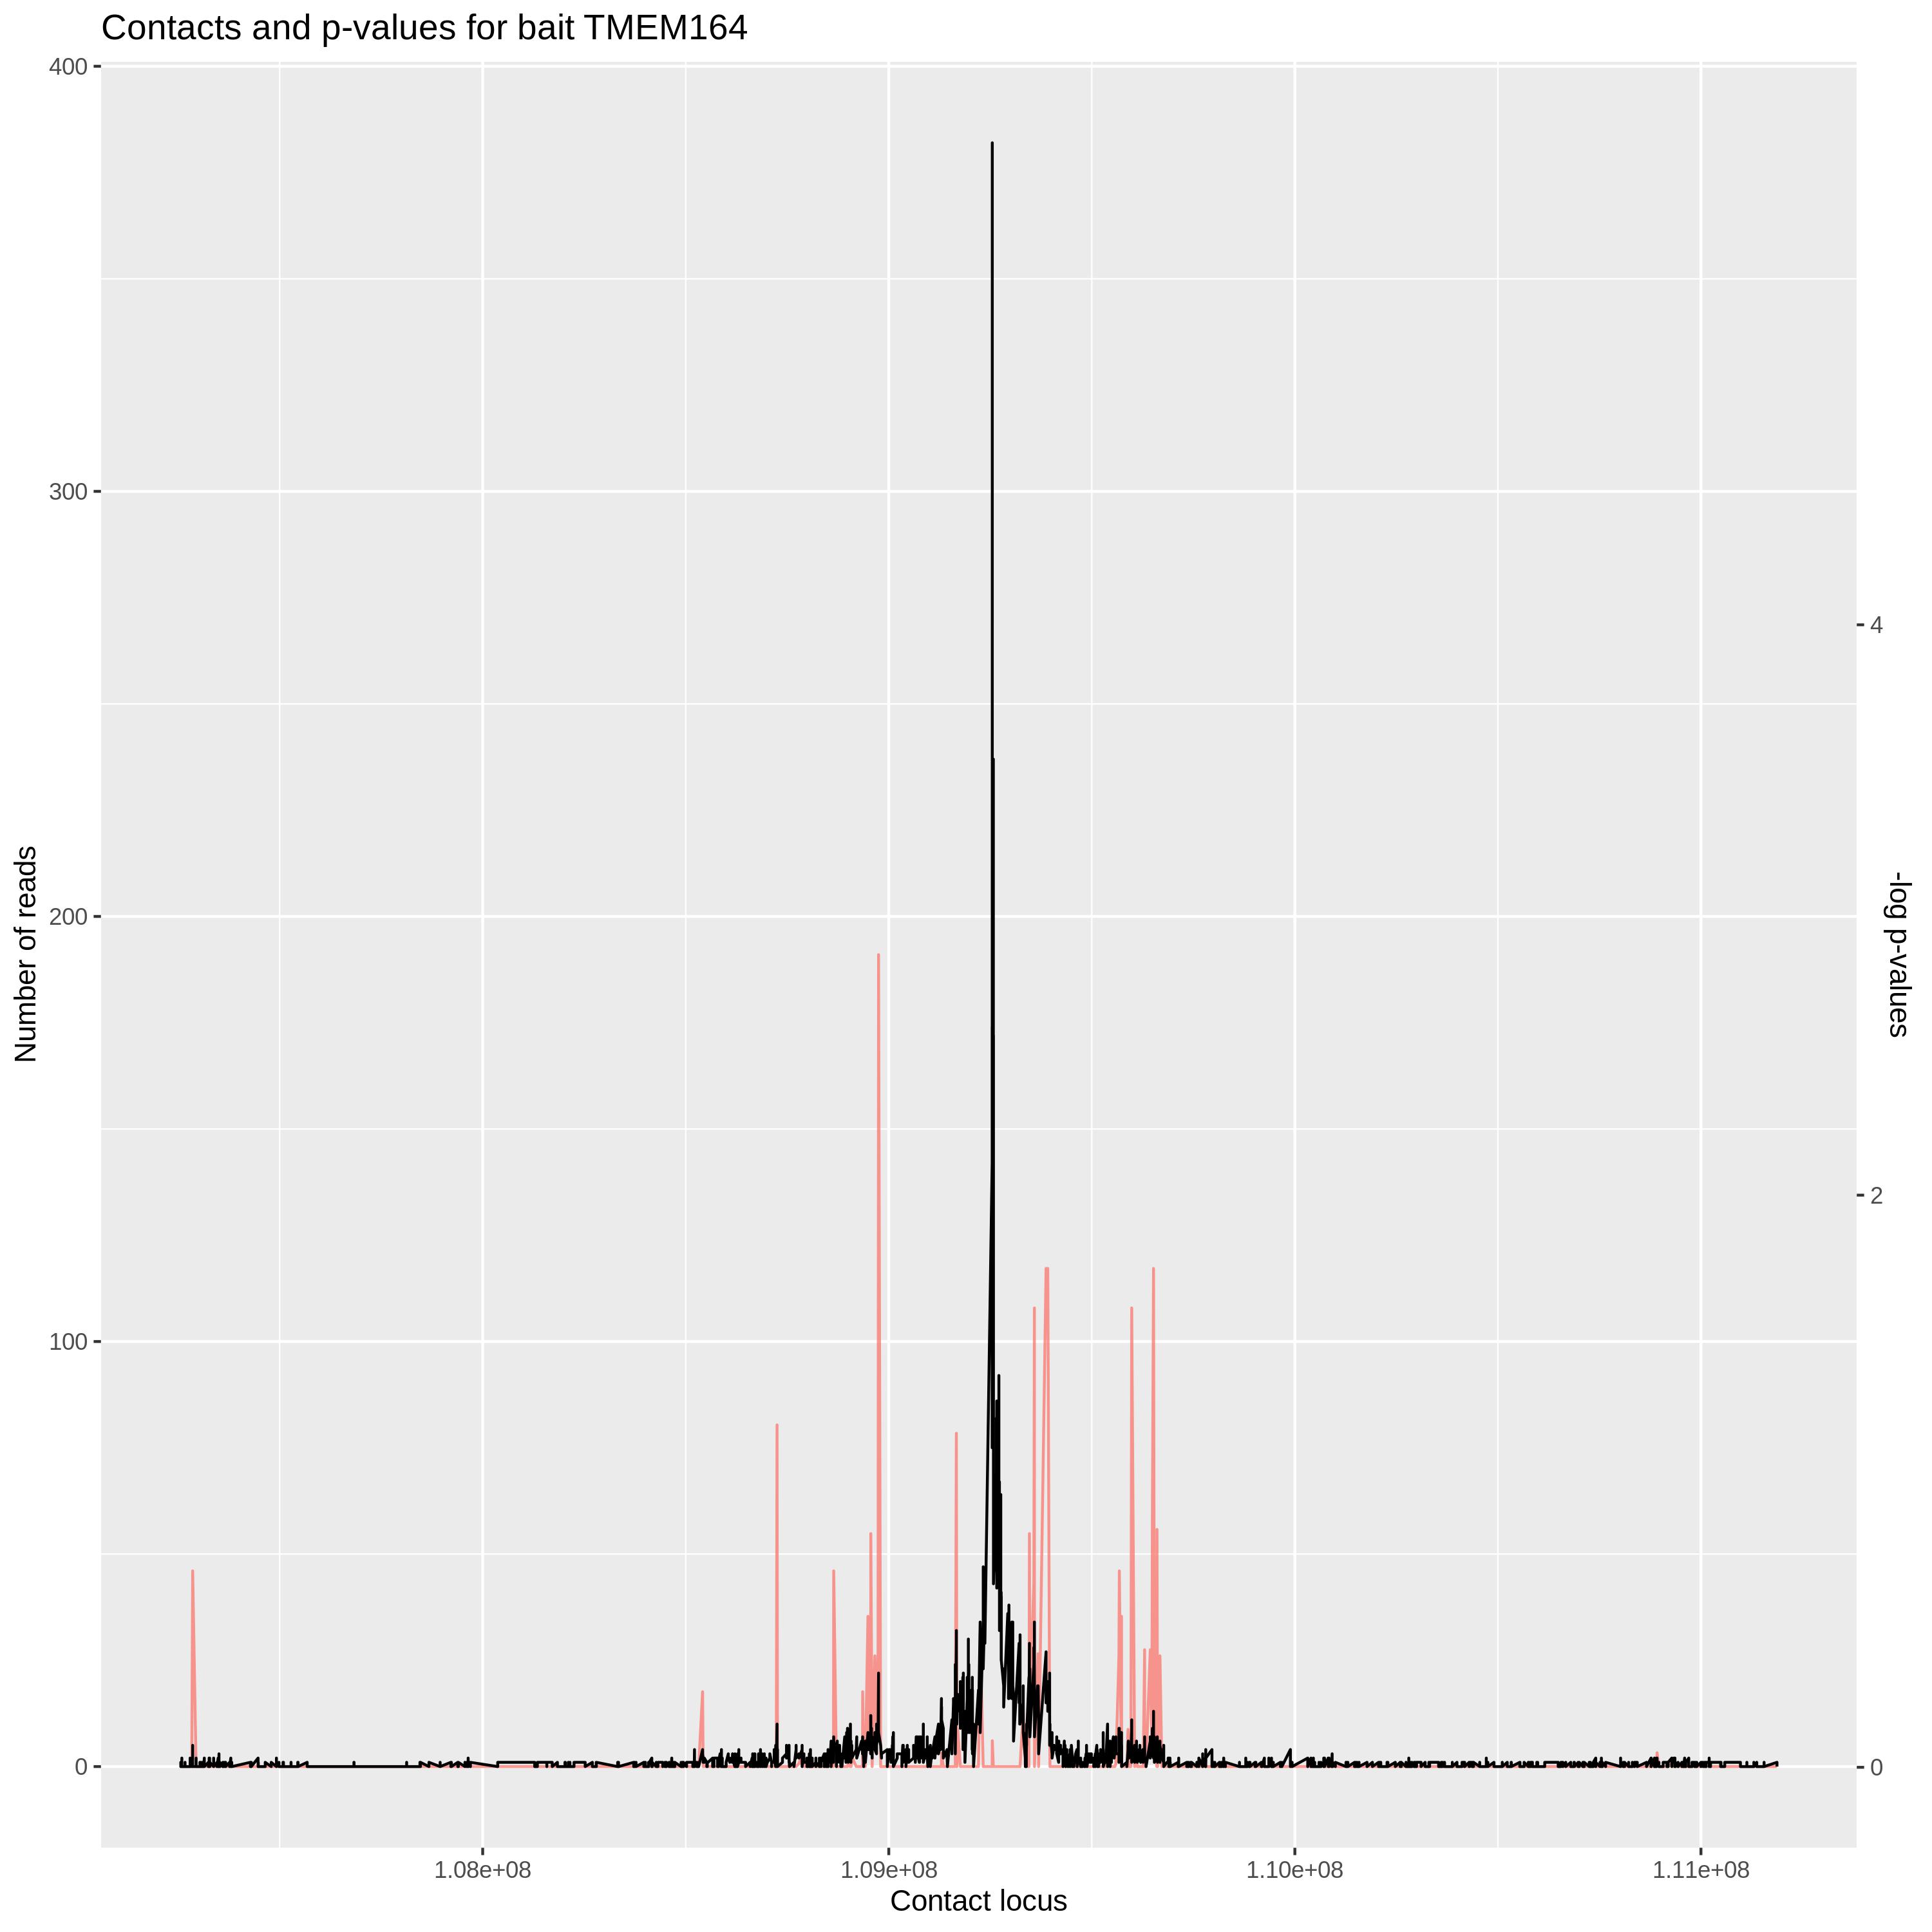 Contacts and p-values for bait TMEM164
400
300
200
100
0
Number of reads
4
2
0
-log p-values
1.08e+08
1.09e+08
1.10e+08
1.11e+08
Contact locus